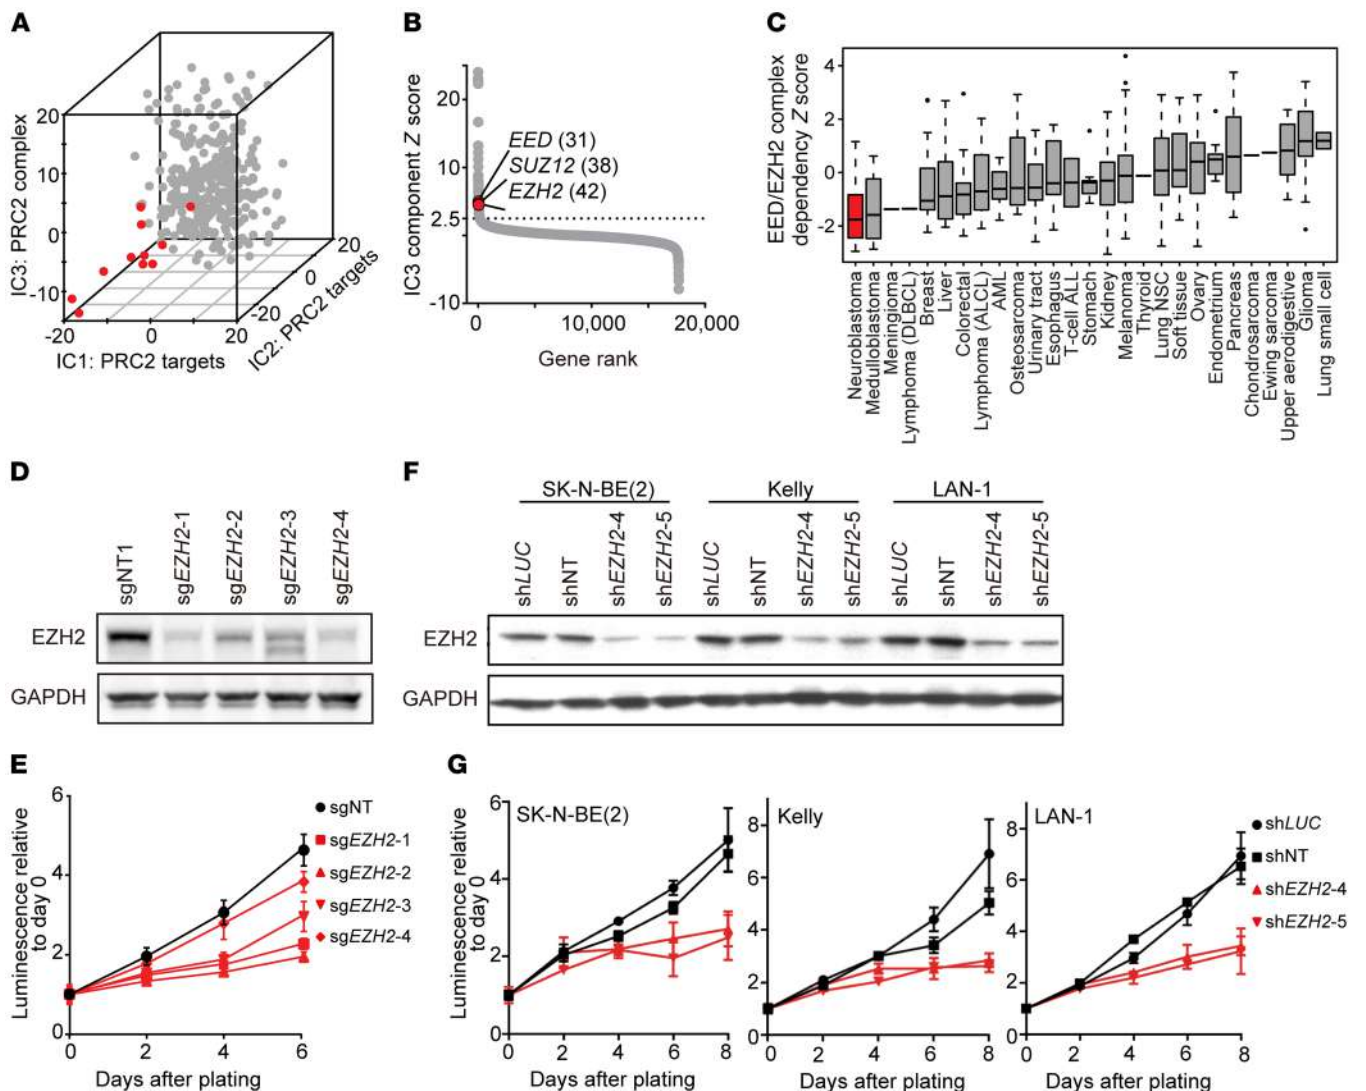 A
IC3: PRC2 complex
20
10
0
-10
-20
0
20
IC1: PRC2 targets
-20
0
20
IC2: PRC2 targets
B
IC3 component Z score
20
10
2.5
-10
EED (31)
SUZ12 (38)
EZH2 (42)
0
10,000
20,000
Gene rank
C
EED/EZH2 complex
dependency Z score
4
2
0
-2
Neuroblastoma
Medulloblastoma
Meningioma
Lymphoma (DLBCL)
Breast
Liver
Colorectal
Lymphoma (ALCL)
AML
Osteosarcoma
Urinary tract
Esophagus
T-cell ALL
Stomach
Kidney
Melanoma
Thyroid
Lung NSC
Soft tissue
Ovary
Endometrium
Pancreas
Chondrosarcoma
Ewing sarcoma
Upper aerodigestive
Glioma
Lung small cell
D
sgNT1
sgEZH2-1
sgEZH2-2
sgEZH2-3
sgEZH2-4
EZH2
GAPDH
F
SK-N-BE(2)
Kelly
LAN-1
shLUC
shNT
shEZH2-4
shEZH2-5
shLUC
shNT
shEZH2-4
shEZH2-5
shLUC
shNT
shEZH2-4
shEZH2-5
EZH2
GAPDH
E
Luminescence relative
to day 0
6
4
2
0
0 2 4 6
Days after plating
sgNT
sgEZH2-1
sgEZH2-2
sgEZH2-3
sgEZH2-4
G
Luminescence relative
to day 0
SK-N-BE(2)
6
4
2
0
0 2 4 6 8
Days after plating
Kelly
8
6
4
2
0
0 2 4 6 8
Days after plating
LAN-1
8
6
4
2
0
0 2 4 6 8
Days after plating
shLUC
shNT
shEZH2-4
shEZH2-5